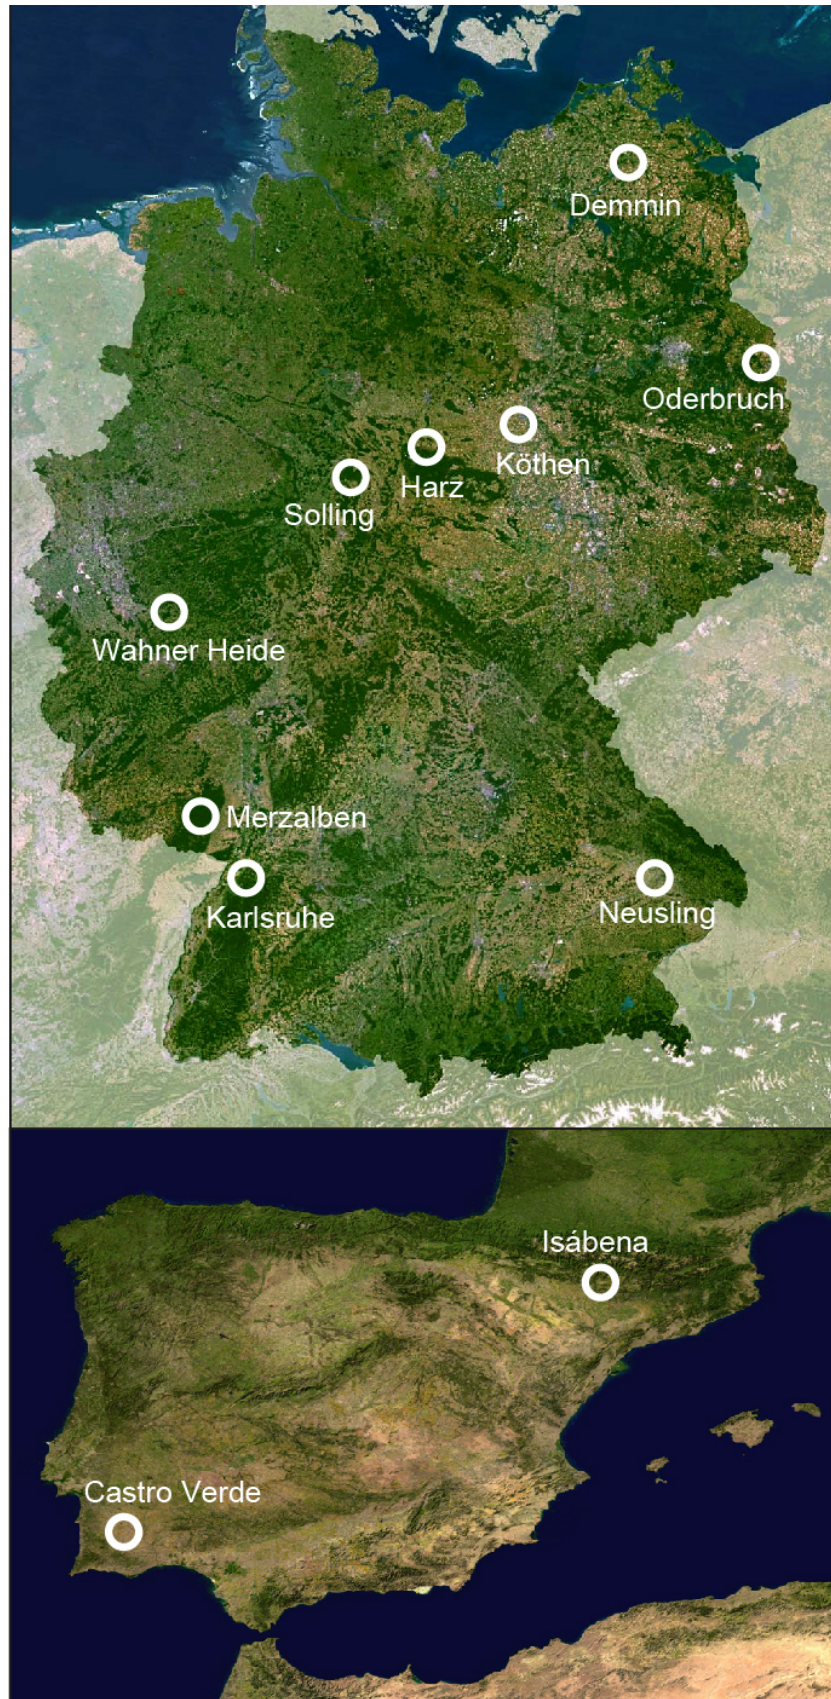 Demmin
Oderbruch
Köthen
Harz
Solling
Wahner Heide
Merzalben
Karlsruhe
Neusling
Isábena
Castro Verde